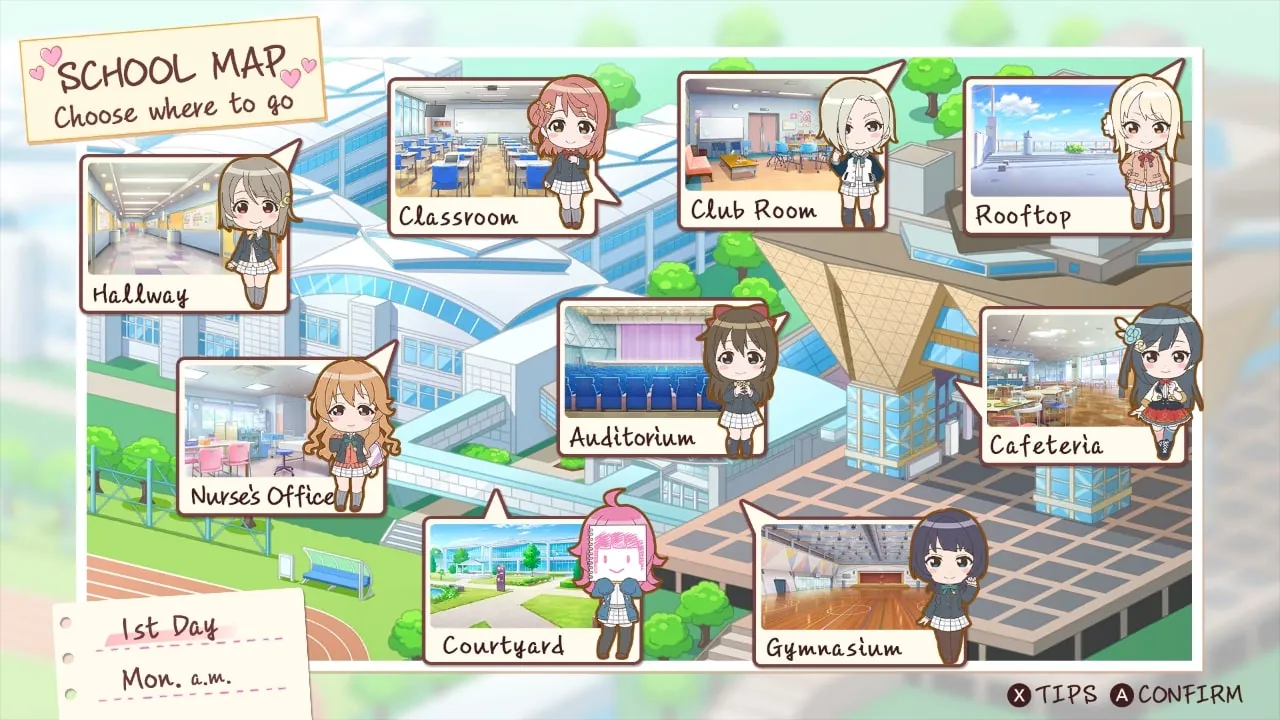 SCHOOL MAP
Choose where to go
Classroom
Club Room
Rooftop
Hallway
Auditorium
Cafeteria
Nurse's Office
Courtyard
Gymnasium
1st Day
Mon. a.m.
X TIPS A CONFIRM